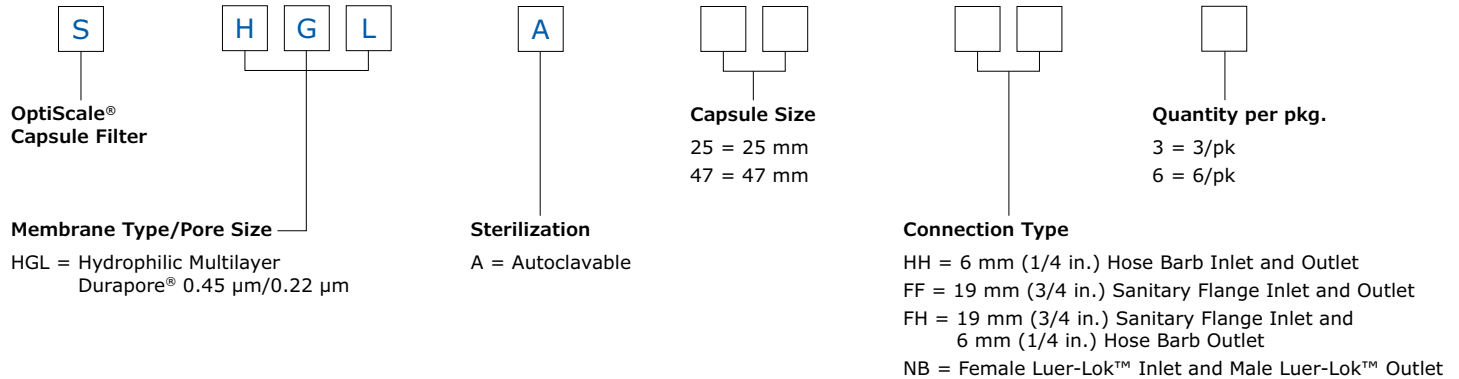 S H G L A
OptiScale®
Capsule Filter
Capsule Size
25 = 25 mm
47 = 47 mm
Quantity per pkg.
3 = 3/pk
6 = 6/pk
Membrane Type/Pore Size
HGL = Hydrophilic Multilayer
Durapore® 0.45 µm/0.22 µm
Sterilization
A = Autoclavable
Connection Type
HH = 6 mm (1/4 in.) Hose Barb Inlet and Outlet
FF = 19 mm (3/4 in.) Sanitary Flange Inlet and Outlet
FH = 19 mm (3/4 in.) Sanitary Flange Inlet and
6 mm (1/4 in.) Hose Barb Outlet
NB = Female Luer-Lok™ Inlet and Male Luer-Lok™ Outlet